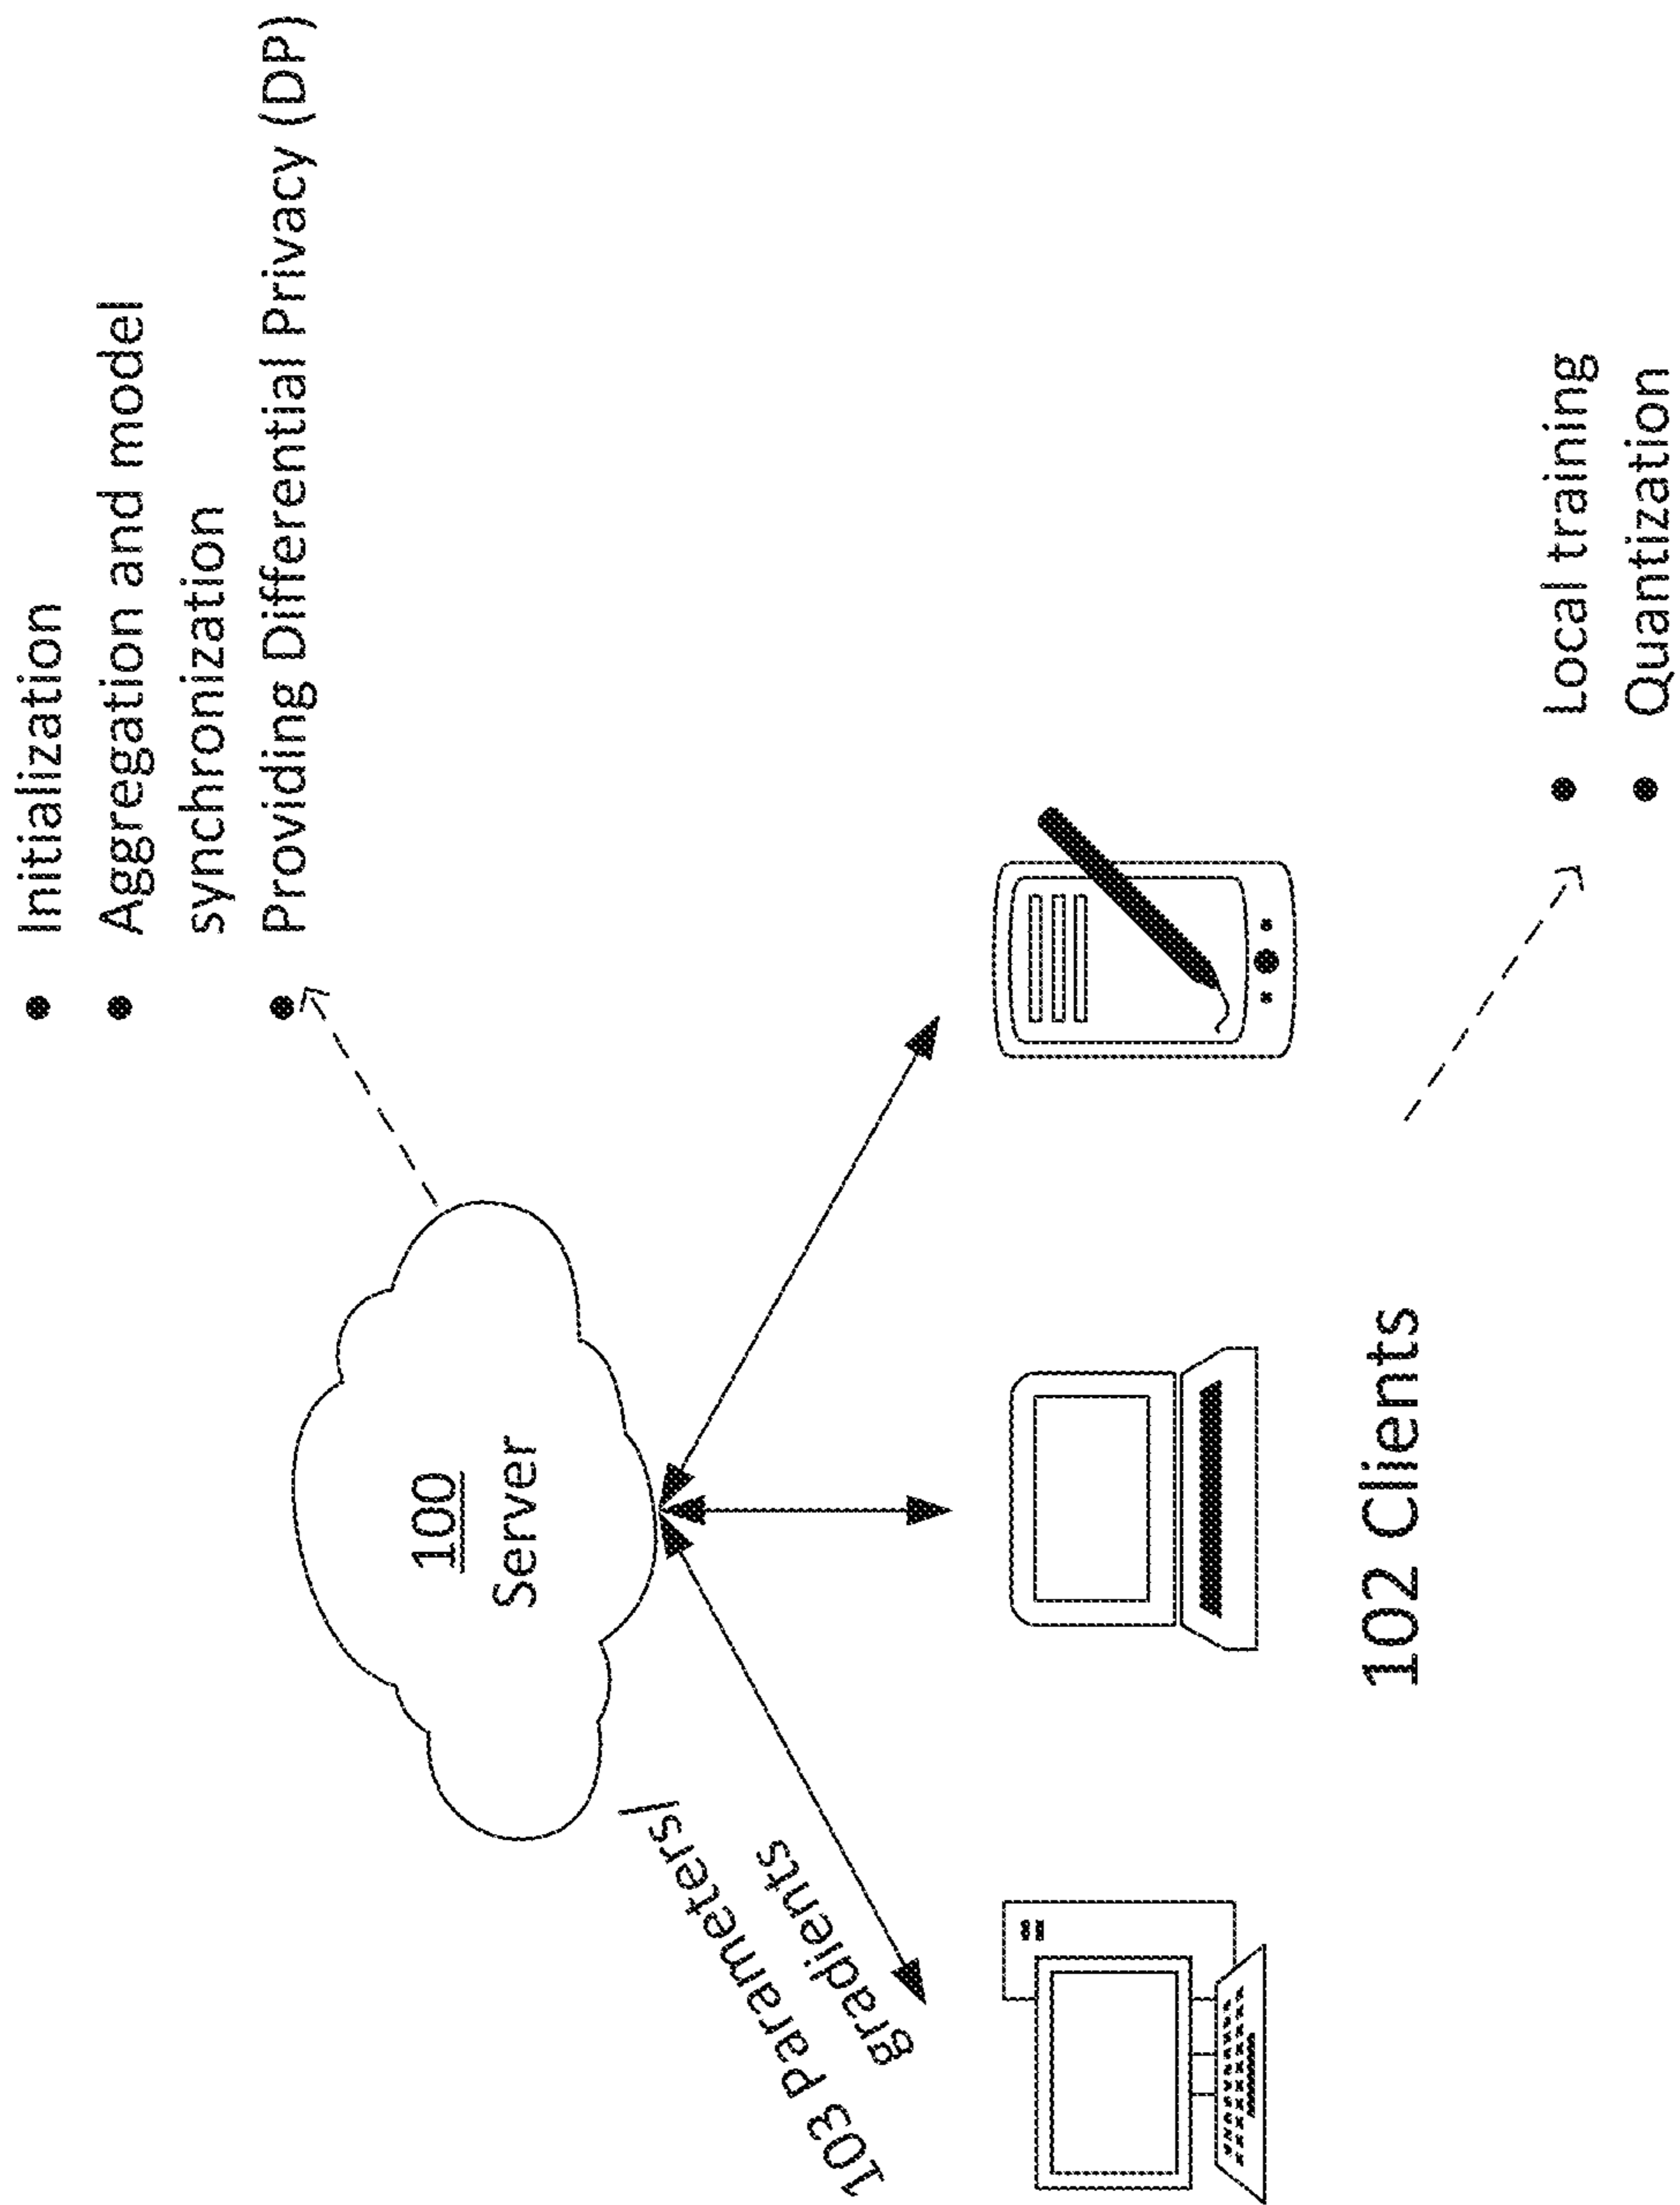 • Initialization
• Aggregation and model
synchronization
• Providing Differential Privacy (DP)
100
Server
103 Parameters/
gradients
102 Clients
• Local training
• Quantization